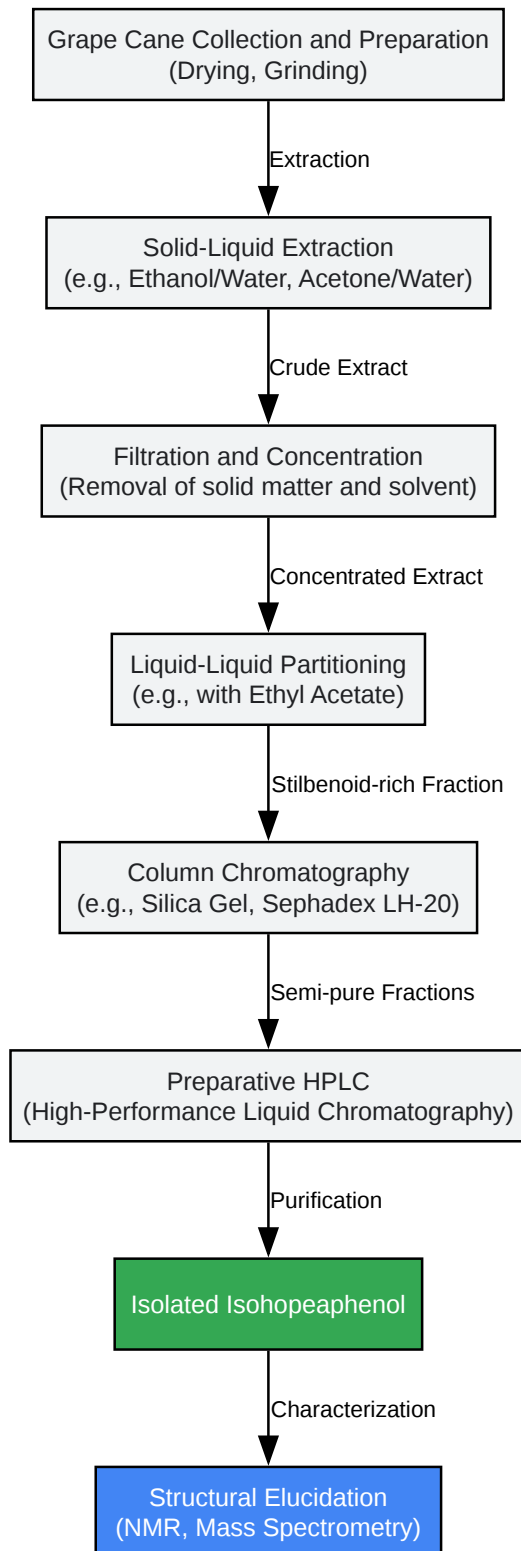 Grape Cane Collection and Preparation
(Drying, Grinding)
Extraction
Solid-Liquid Extraction
(e.g., Ethanol/Water, Acetone/Water)
Crude Extract
Filtration and Concentration
(Removal of solid matter and solvent)
Concentrated Extract
Liquid-Liquid Partitioning
(e.g., with Ethyl Acetate)
Stilbenoid-rich Fraction
Column Chromatography
(e.g., Silica Gel, Sephadex LH-20)
Semi-pure Fractions
Preparative HPLC
(High-Performance Liquid Chromatography)
Purification
Isolated Isohopeaphenol
Characterization
Structural Elucidation
(NMR, Mass Spectrometry)